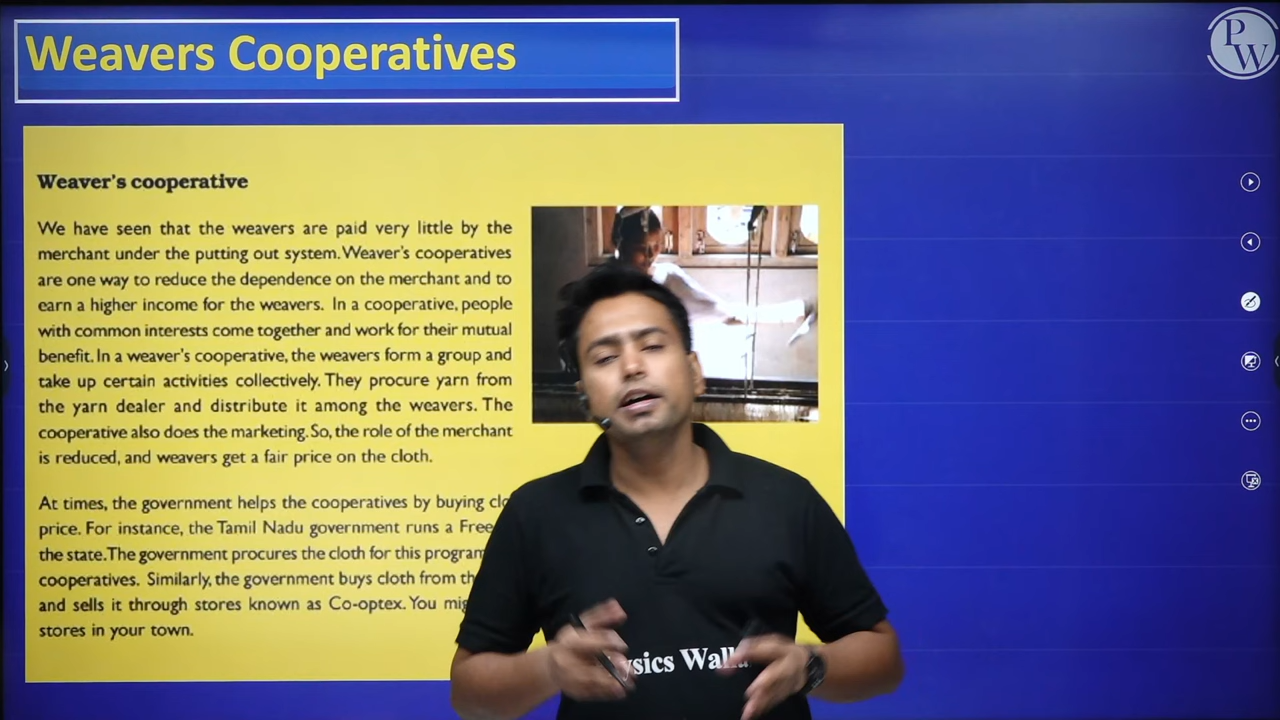 Weavers Cooperatives
PW
Weaver's cooperative
We have seen that the weavers are paid very little by the
merchant under the putting out system. Weaver's cooperatives
are one way to reduce the dependence on the merchant and to
earn a higher income for the weavers. In a cooperative, people
with common interests come together and work for their mutual
benefit. In a weaver's cooperative, the weavers form a group and
take up certain activities collectively. They procure yarn from
the yarn dealer and distribute it among the weavers. The
cooperative also does the marketing. So, the role of the merchant
is reduced, and weavers get a fair price on the cloth.
At times, the government helps the cooperatives by buying
price. For instance, the Tamil Nadu government runs a Free
the state. The government procures the cloth for this
cooperatives. Similarly, the government buys cloth from
and sells it through stores known as Co-optex. You
stores in your town.